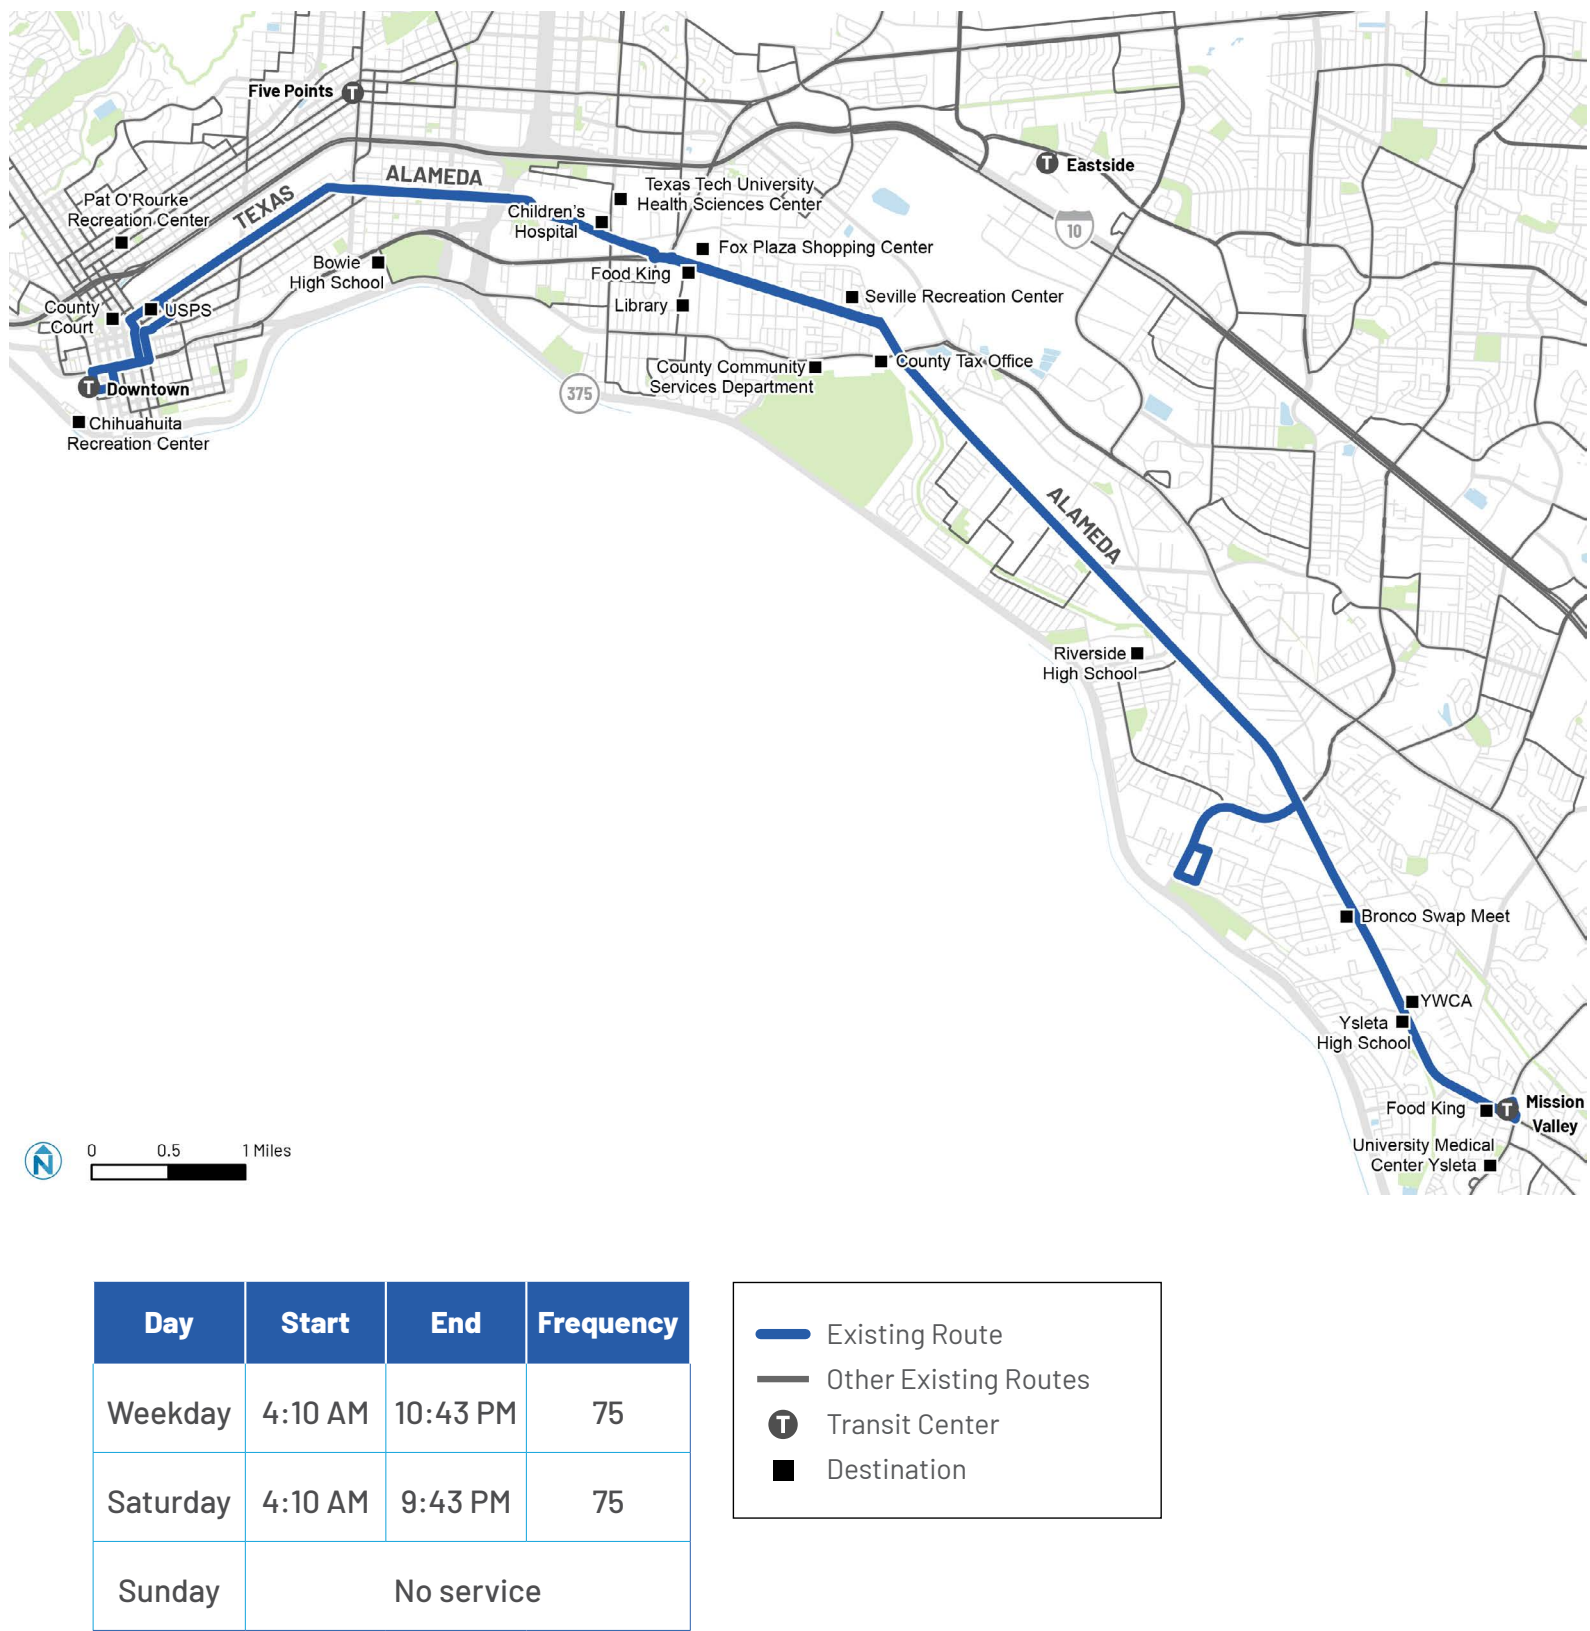 Five Points
T
T
Eastside
ALAMEDA
TEXAS
Texas Tech University
Health Sciences Center
Pat O'Rourke
Recreation Center
Children's
Hospital
10
Fox Plaza Shopping Center
Bowie
High School
Food King
Library
Seville Recreation Center
County
Court
USPS
County Community
Services Department
County Tax Office
T
Downtown
375
Chihuahuita
Recreation Center
ALAMEDA
Riverside
High School
Bronco Swap Meet
YWCA
Ysleta
High School
Food King
T
Mission
Valley
University Medical
Center Ysleta
N
0 0.5 1 Miles
Day Start End Frequency
Weekday 4:10 AM 10:43 PM 75
Saturday 4:10 AM 9:43 PM 75
Sunday No service
Existing Route
Other Existing Routes
T Transit Center
Destination